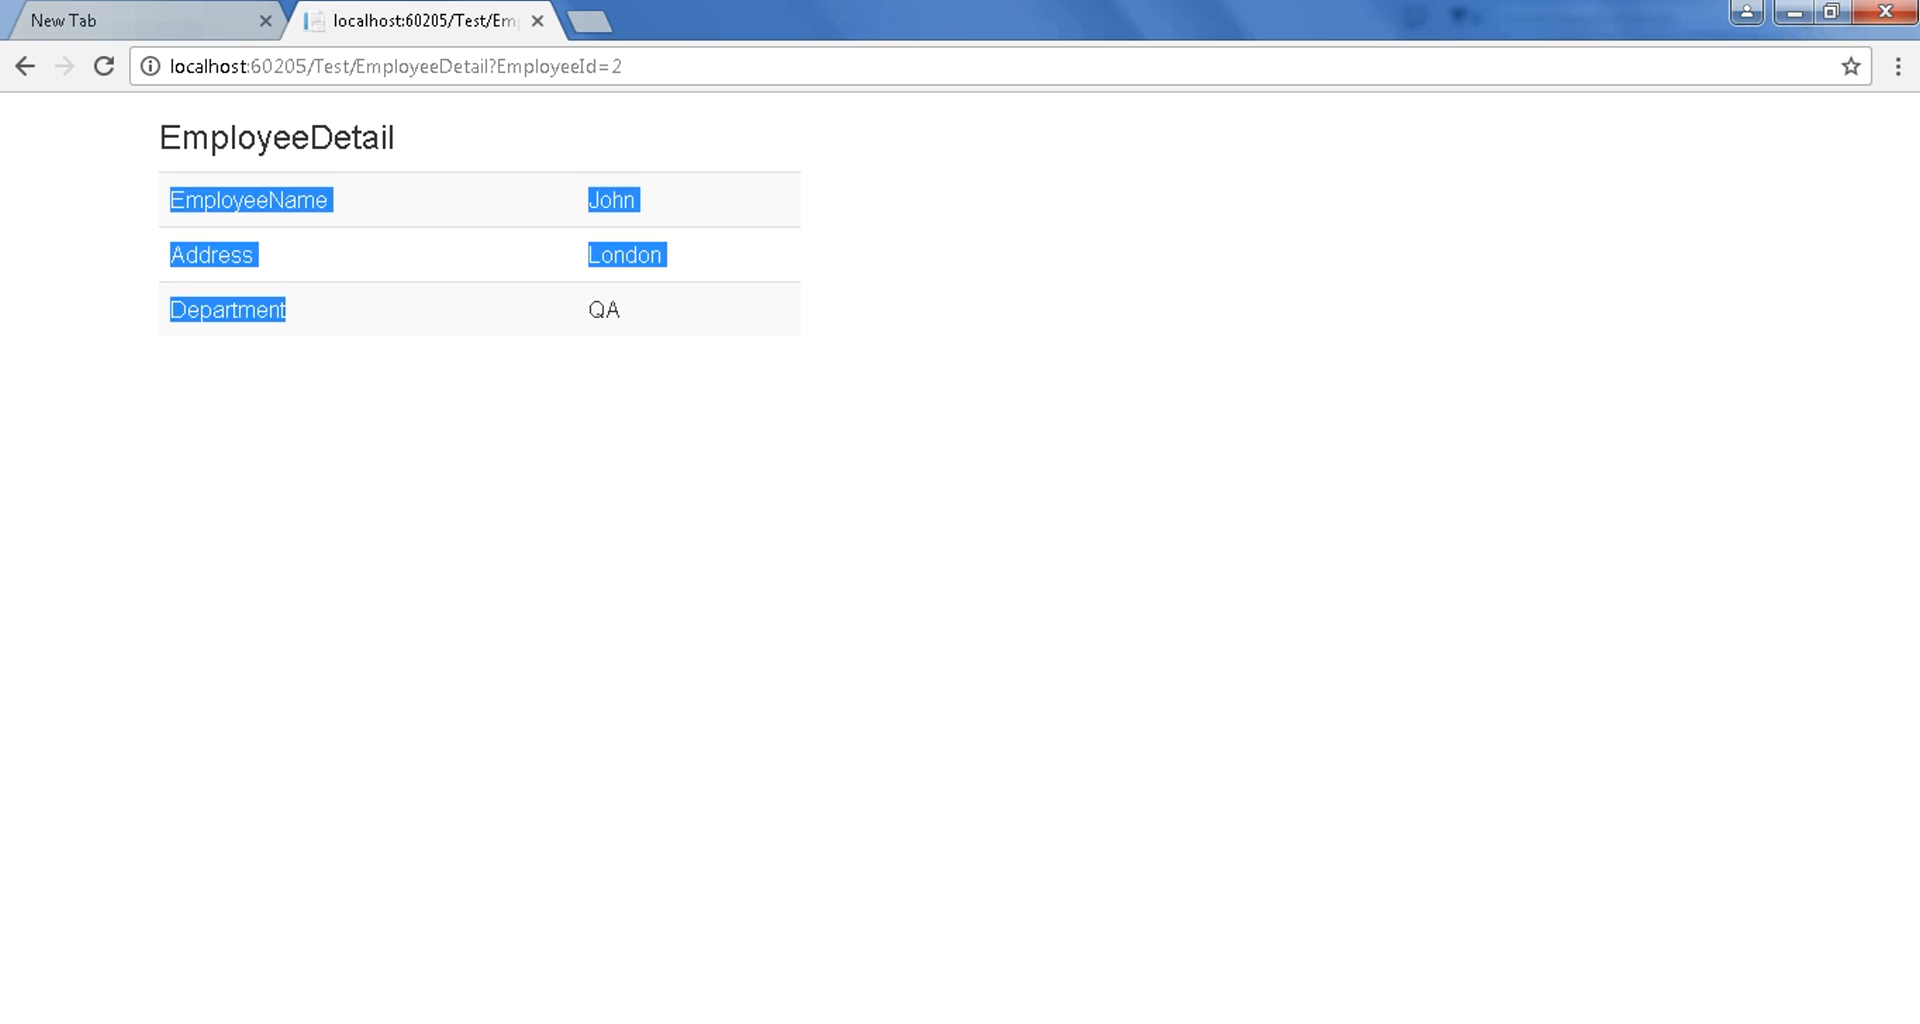 New Tab
localhost:60205/Test/Em
localhost:60205/Test/EmployeeDetail?EmployeeId=2
EmployeeDetail
EmployeeName John
Address London
Department QA